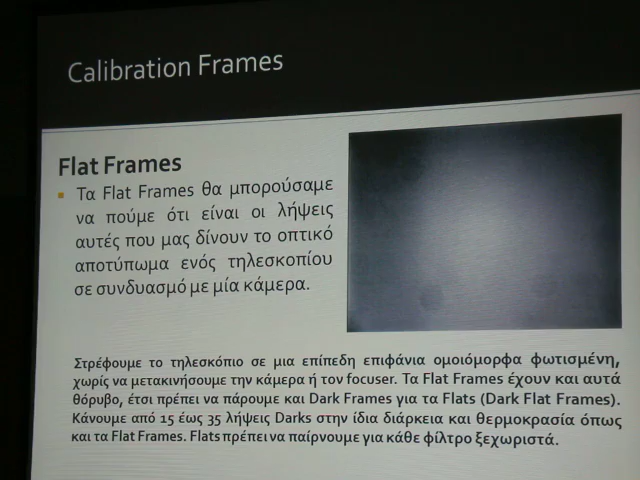 Calibration Frames
Flat Frames
Τα Flat Frames θα μπορούσαμε
να πούμε ότι είναι οι λήψεις
αυτές που μας δίνουν το οπτικό
αποτύπωμα ενός τηλεσκοπίου
σε συνδυασμό με μία κάμερα.
Στρέφουμε το τηλεσκόπιο σε μια επίπεδη επιφάνια ομοιόμορφα φωτισμένη,
χωρίς να μετακινήσουμε την κάμερα ή τον focuser. Τα Flat Frames έχουν και αυτά
θόρυβο, έτσι πρέπει να πάρουμε και Dark Frames για τα Flats (Dark Flat Frames).
Κάνουμε από 15 έως 35 λήψεις Darks στην ίδια διάρκεια και θερμοκρασία όπως
και τα Flat Frames. Flats πρέπει να παίρνουμε για κάθε φίλτρο ξεχωριστά.